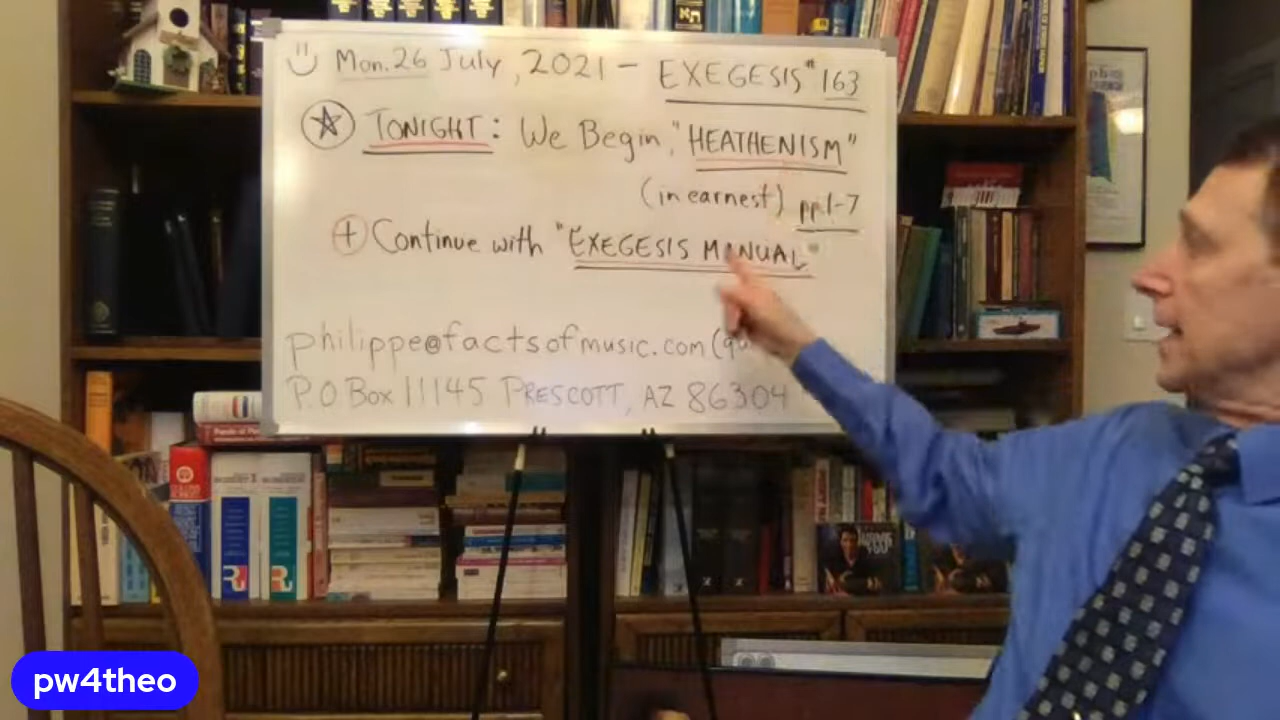 Mon. 26 July, 2021 - EXEGESIS #163
TONIGHT: We Begin, "HEATHENISM"
(in earnest) pp. 1-7
+ Continue with "EXEGESIS MANUAL"
philippe@factsofmusic.com
P.O Box 11145 PRESCOTT, AZ 86304
pw4theo